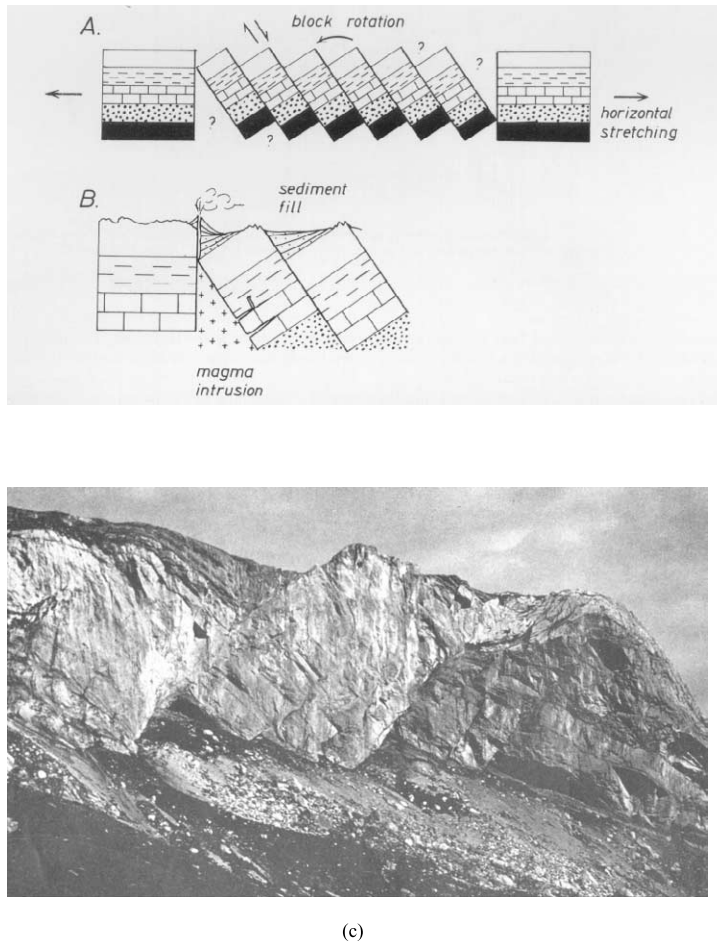 A.
block rotation
?
?
?
?
horizontal
stretching
B.
sediment
fill
magma
intrusion
(c)